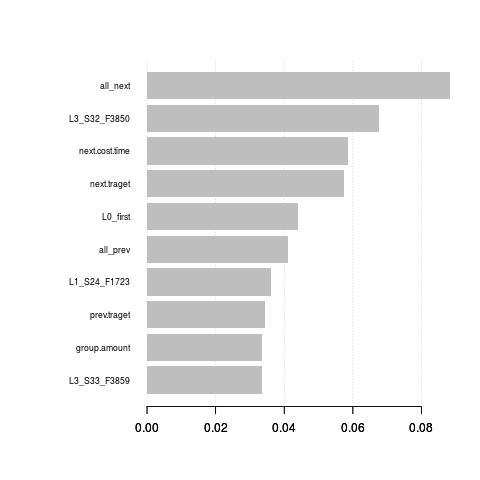 all_next
L3_S32_F3850
next.cost.time
next.traget
L0_first
all_prev
L1_S24_F1723
prev.traget
group.amount
L3_S33_F3859
0.00 0.02 0.04 0.06 0.08